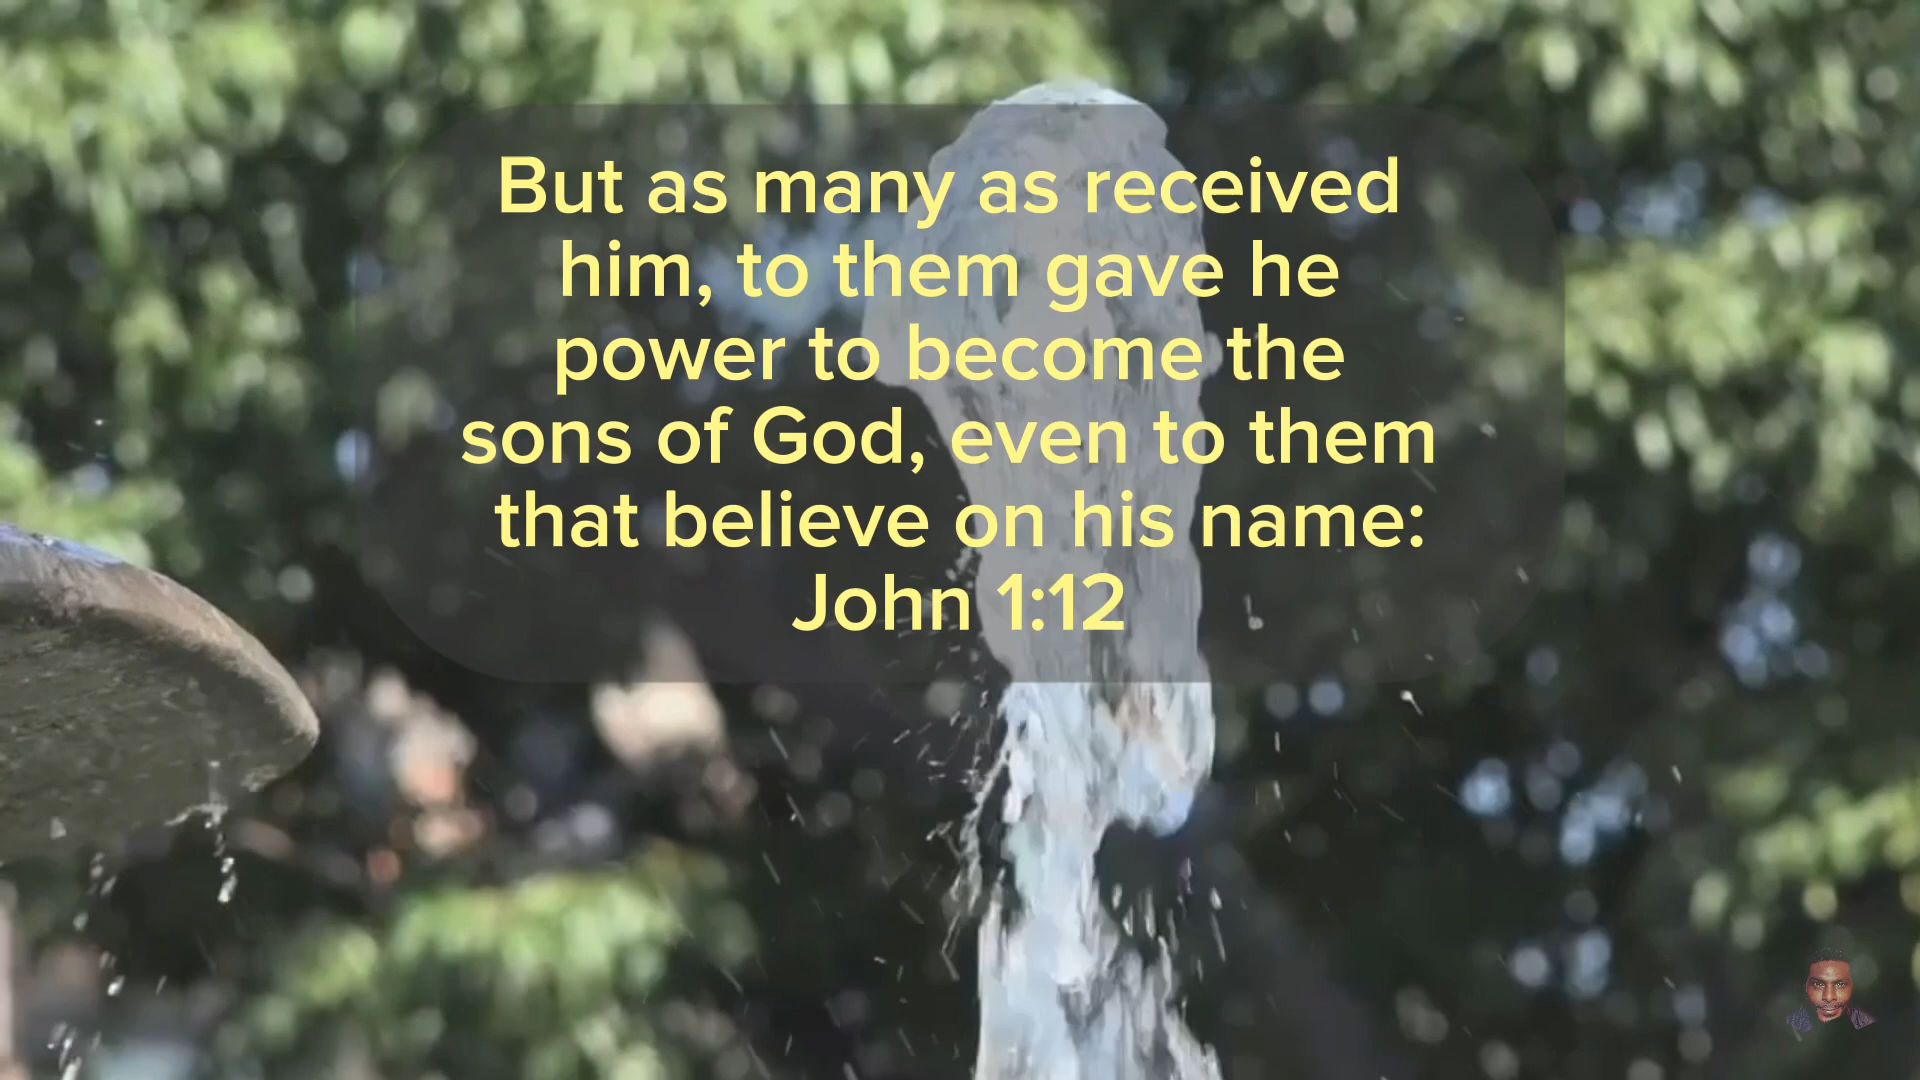 But as many as received
him, to them gave he
power to become the
sons of God, even to them
that believe on his name:
John 1:12